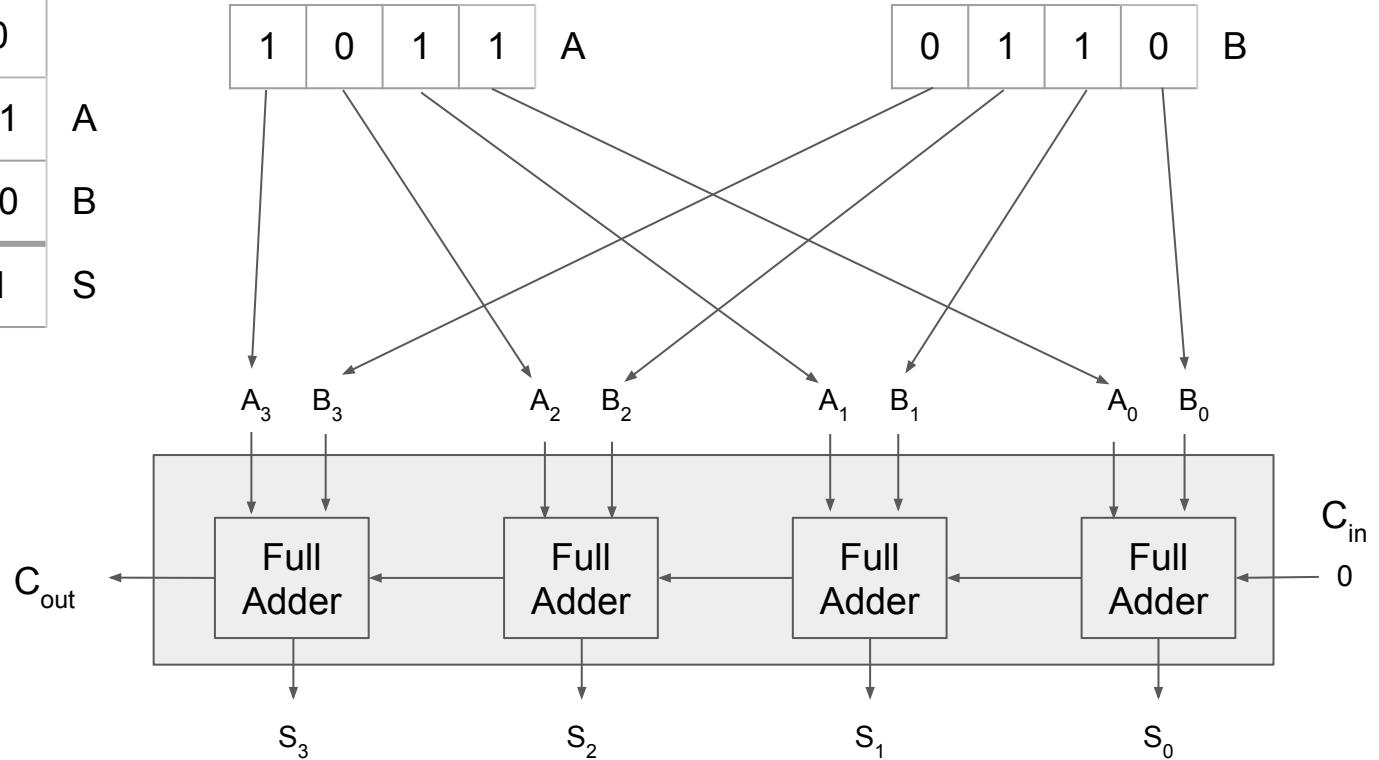 0
1 A
0 B
1 S
1 0 1 1 A
0 1 1 0 B
A3 B3 A2 B2 A1 B1 A0 B0
Cin
0
Full Adder
Full Adder
Full Adder
Full Adder
Cout
S3 S2 S1 S0